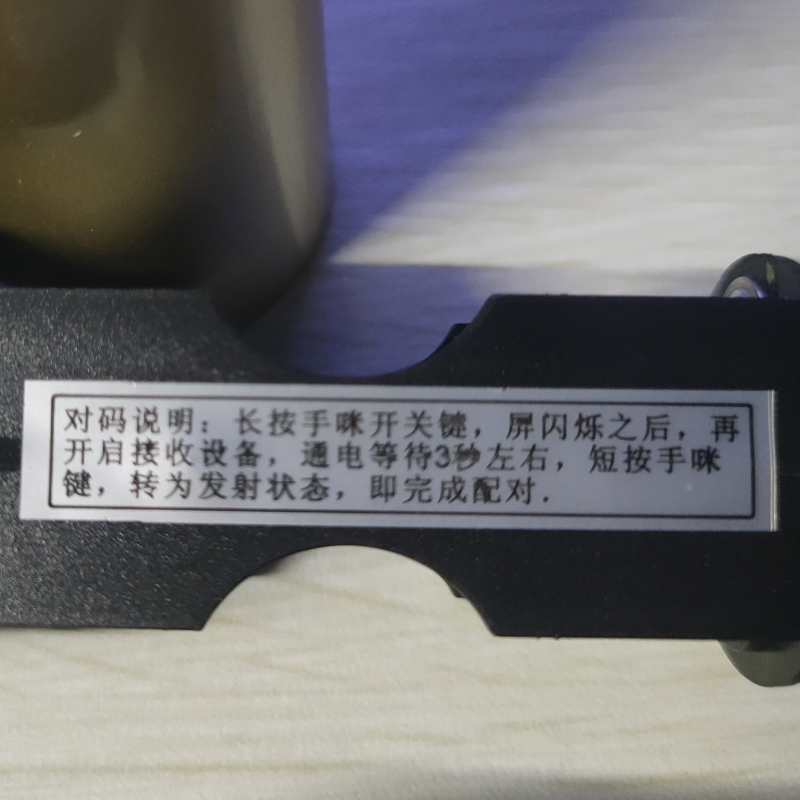 对码说明：长按手咪开关键，屏闪烁之后，再
开启接收设备，通电等待3秒左右，短按手咪
键，转为发射状态，即完成配对.